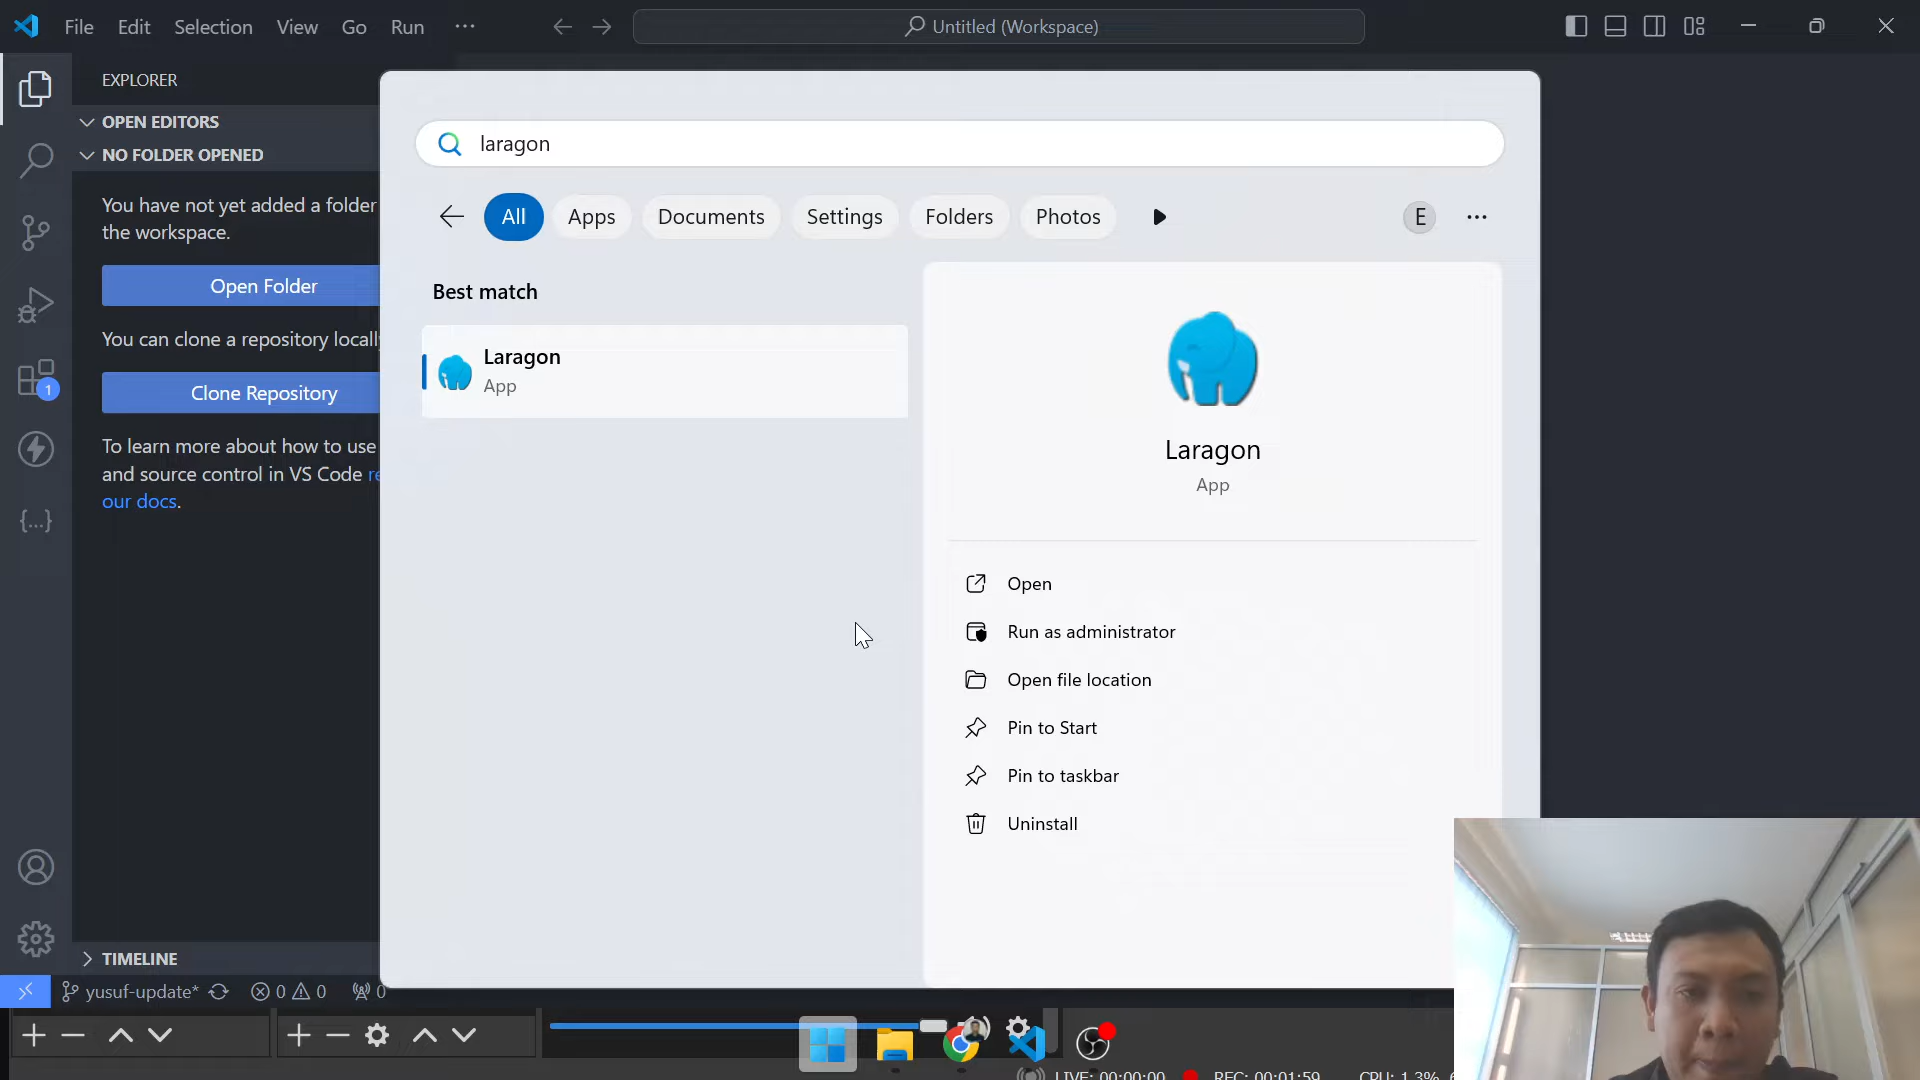 File Edit Selection View Go Run ···
Untitled (Workspace)
EXPLORER
OPEN EDITORS
NO FOLDER OPENED
You have not yet added a folder
the workspace.
Open Folder
You can clone a repository locall
Clone Repository
To learn more about how to use
and source control in VS Code re
our docs.
TIMELINE
yusuf-update* 0 0 0
laragon
All Apps Documents Settings Folders Photos E ···
Best match
Laragon
App
Laragon
App
Open
Run as administrator
Open file location
Pin to Start
Pin to taskbar
Uninstall
1
{...}
LIVE: 00:00:00 REC: 00:01:59 CPU: 1.3%